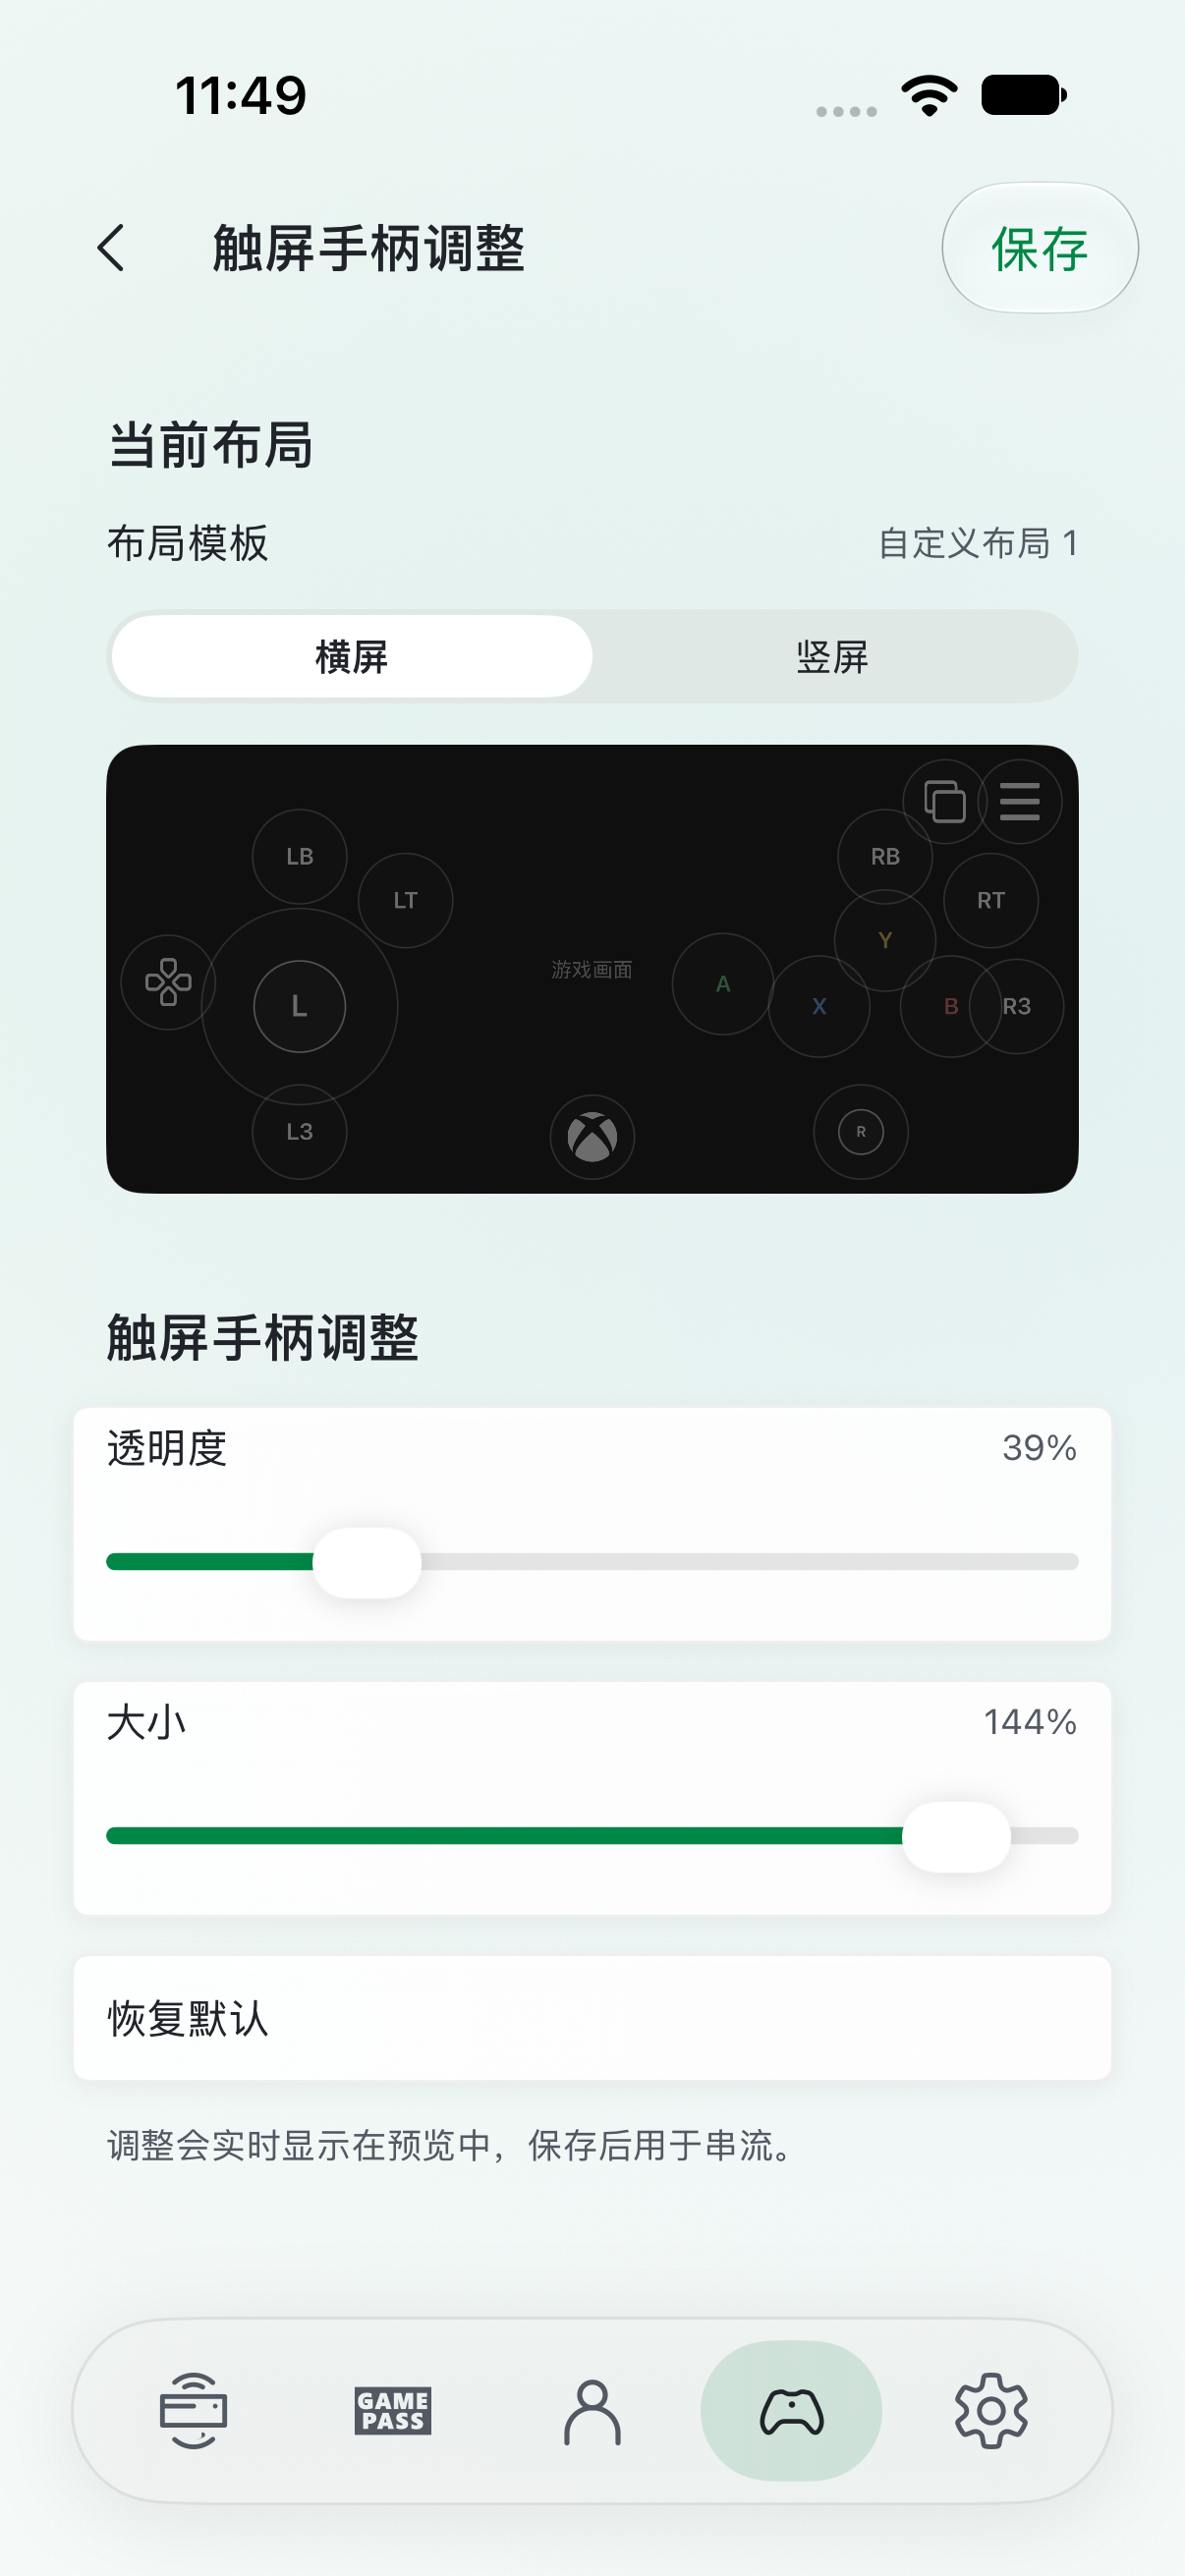 11:49
触屏手柄调整
保存
当前布局
布局模板
自定义布局 1
横屏
竖屏
LB
LT
RB
RT
Y
游戏画面
A
X
B
R3
L
L3
R
触屏手柄调整
透明度
39%
大小
144%
恢复默认
调整会实时显示在预览中，保存后用于串流。
GAME
PASS